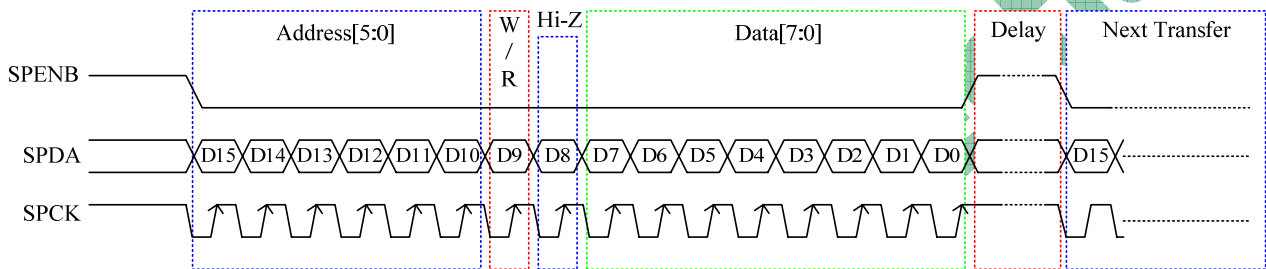 Address[5:0] W/R Hi-Z Data[7:0] Delay Next Transfer
SPENB
SPDA D15 D14 D13 D12 D11 D10 D9 D8 D7 D6 D5 D4 D3 D2 D1 D0 D15
SPCK